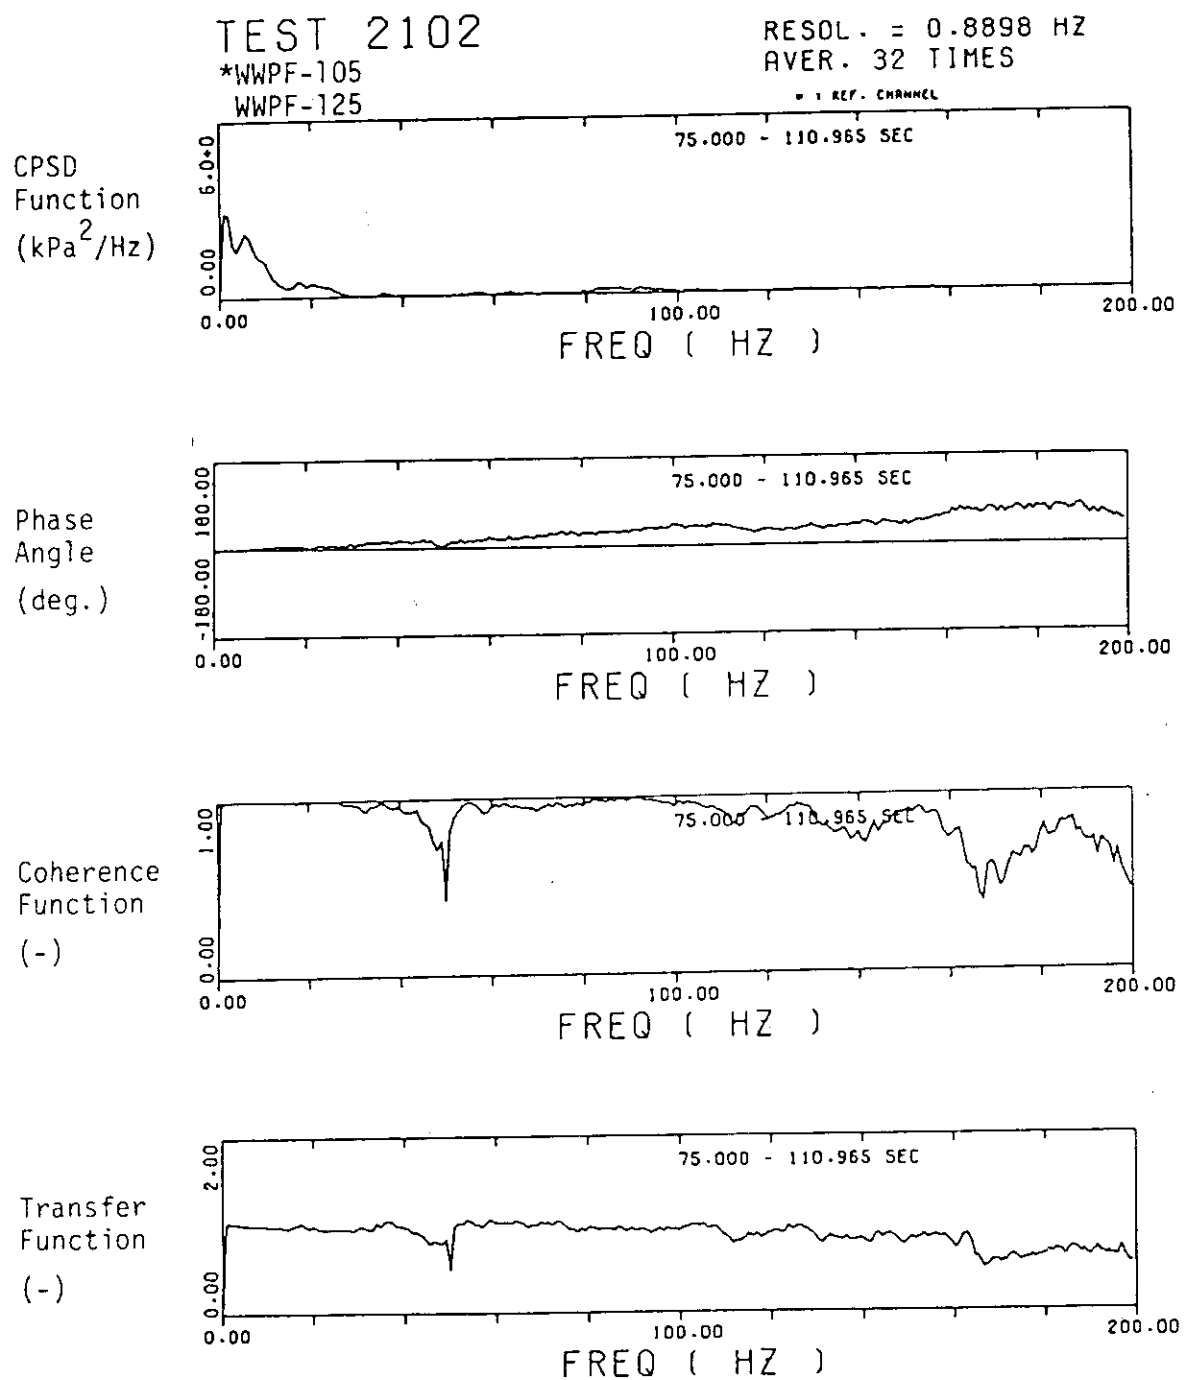 TEST 2102
*WWPF-105
WWPF-125
RESOL. = 0.8898 HZ
AVER. 32 TIMES
* : REF. CHANNEL
CPSD
Function
(kPa²/Hz)
6.0+0
0.00
75.000 - 110.965 SEC
0.00
100.00
200.00
FREQ ( HZ )
Phase
Angle
(deg.)
180.00
-180.00
75.000 - 110.965 SEC
0.00
100.00
200.00
FREQ ( HZ )
Coherence
Function
(-)
1.00
0.00
75.000 - 110.965 SEC
0.00
100.00
200.00
FREQ ( HZ )
Transfer
Function
(-)
2.00
0.00
75.000 - 110.965 SEC
0.00
100.00
200.00
FREQ ( HZ )